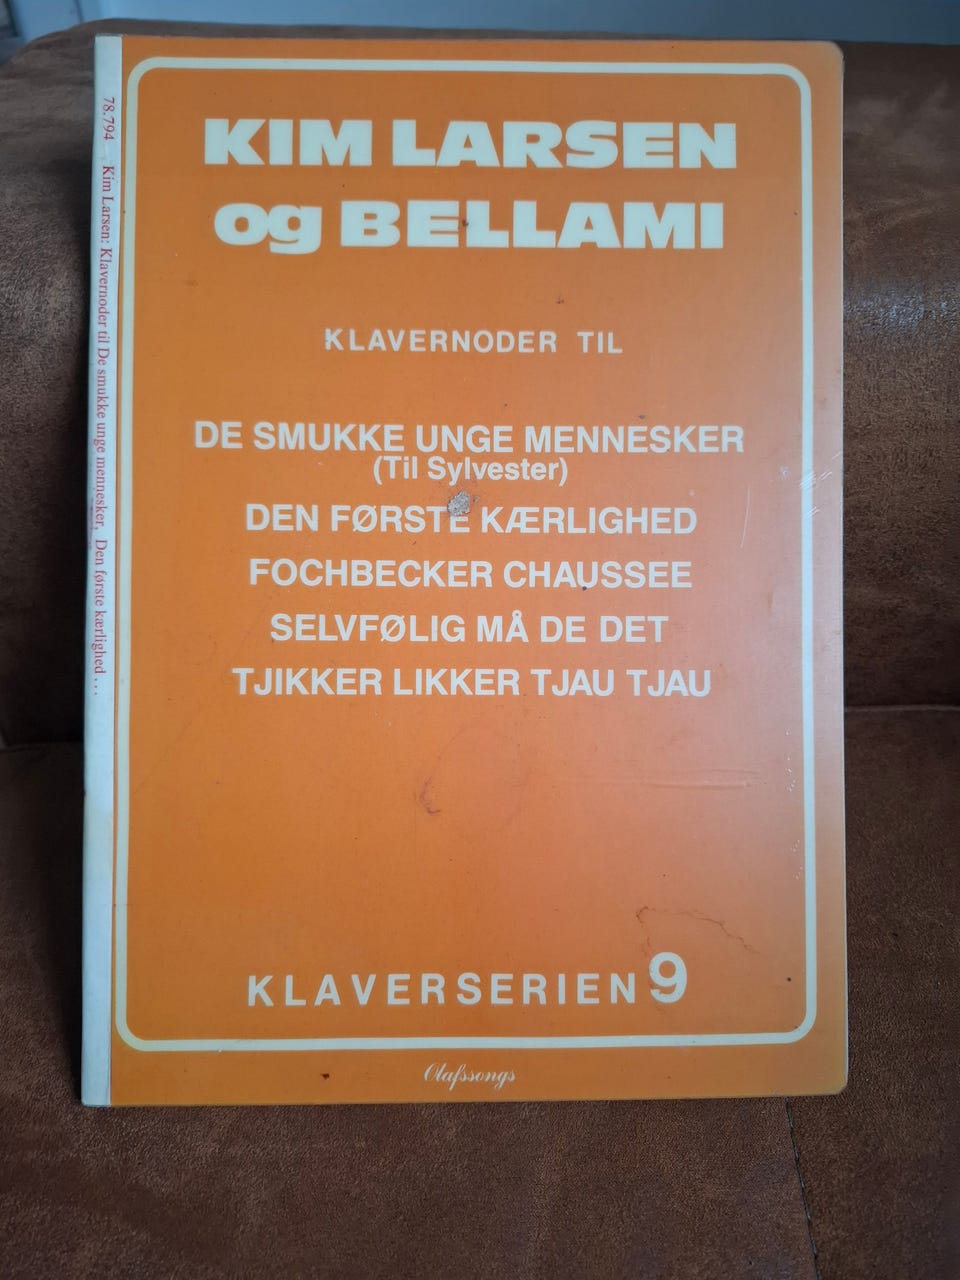 KIM LARSEN
og BELLAMI
KLAVERNODER TIL
DE SMUKKE UNGE MENNESKER
(Til Sylvester)
DEN FØRSTE KÆRLIGHED
FOCHBECKER CHAUSSEE
SELVFØLIG MÅ DE DET
TJIKKER LIKKER TJAU TJAU
KLAVERSERIEN 9
Olafssongs
78.794 Kim Larsen: Klavernoder til De smukke unge mennesker, Den første kærlighed...